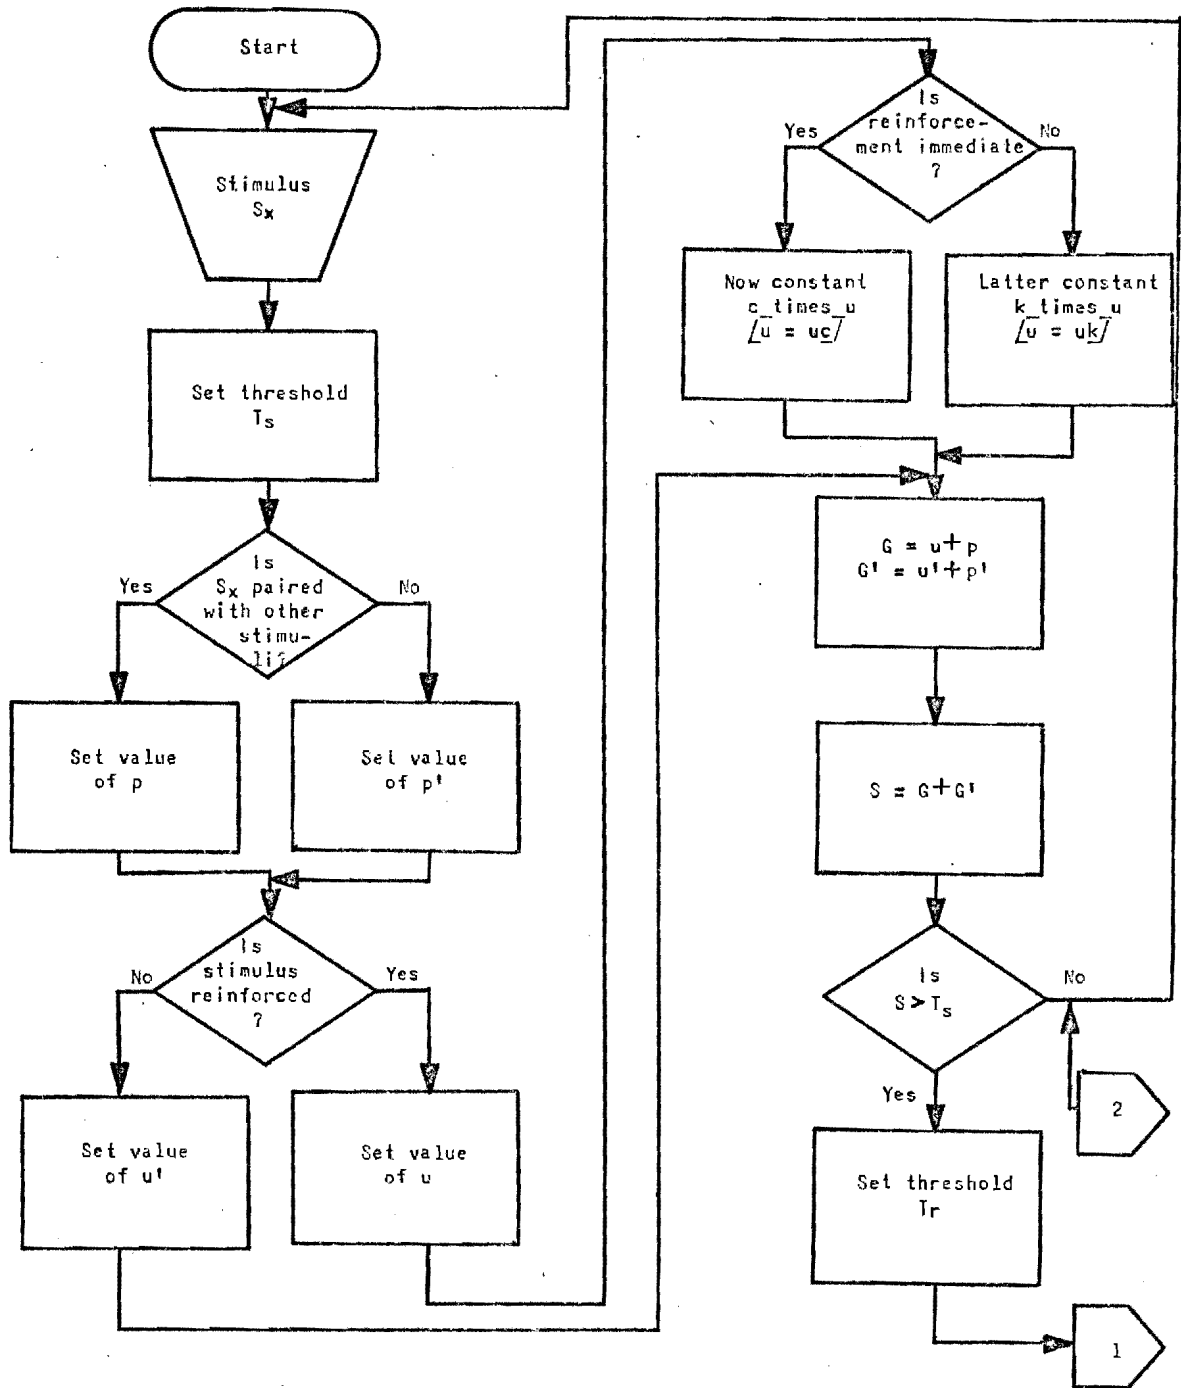 Start
Stimulus
Sx
Set threshold
Ts
Is
Sx paired
with other
stimu-
li?
Yes
No
Set value
of p
Set value
of p'
Is
stimulus
reinforced
?
No
Yes
Set value
of u'
Set value
of u
Is
reinforce-
ment immediate
?
Yes
No
Now constant
c times u
[u = uc]
Latter constant
k times u
[u = uk]
G = u+p
G' = u'+p'
S = G+G'
Is
S > Ts
No
Yes
2
Set threshold
Tr
1